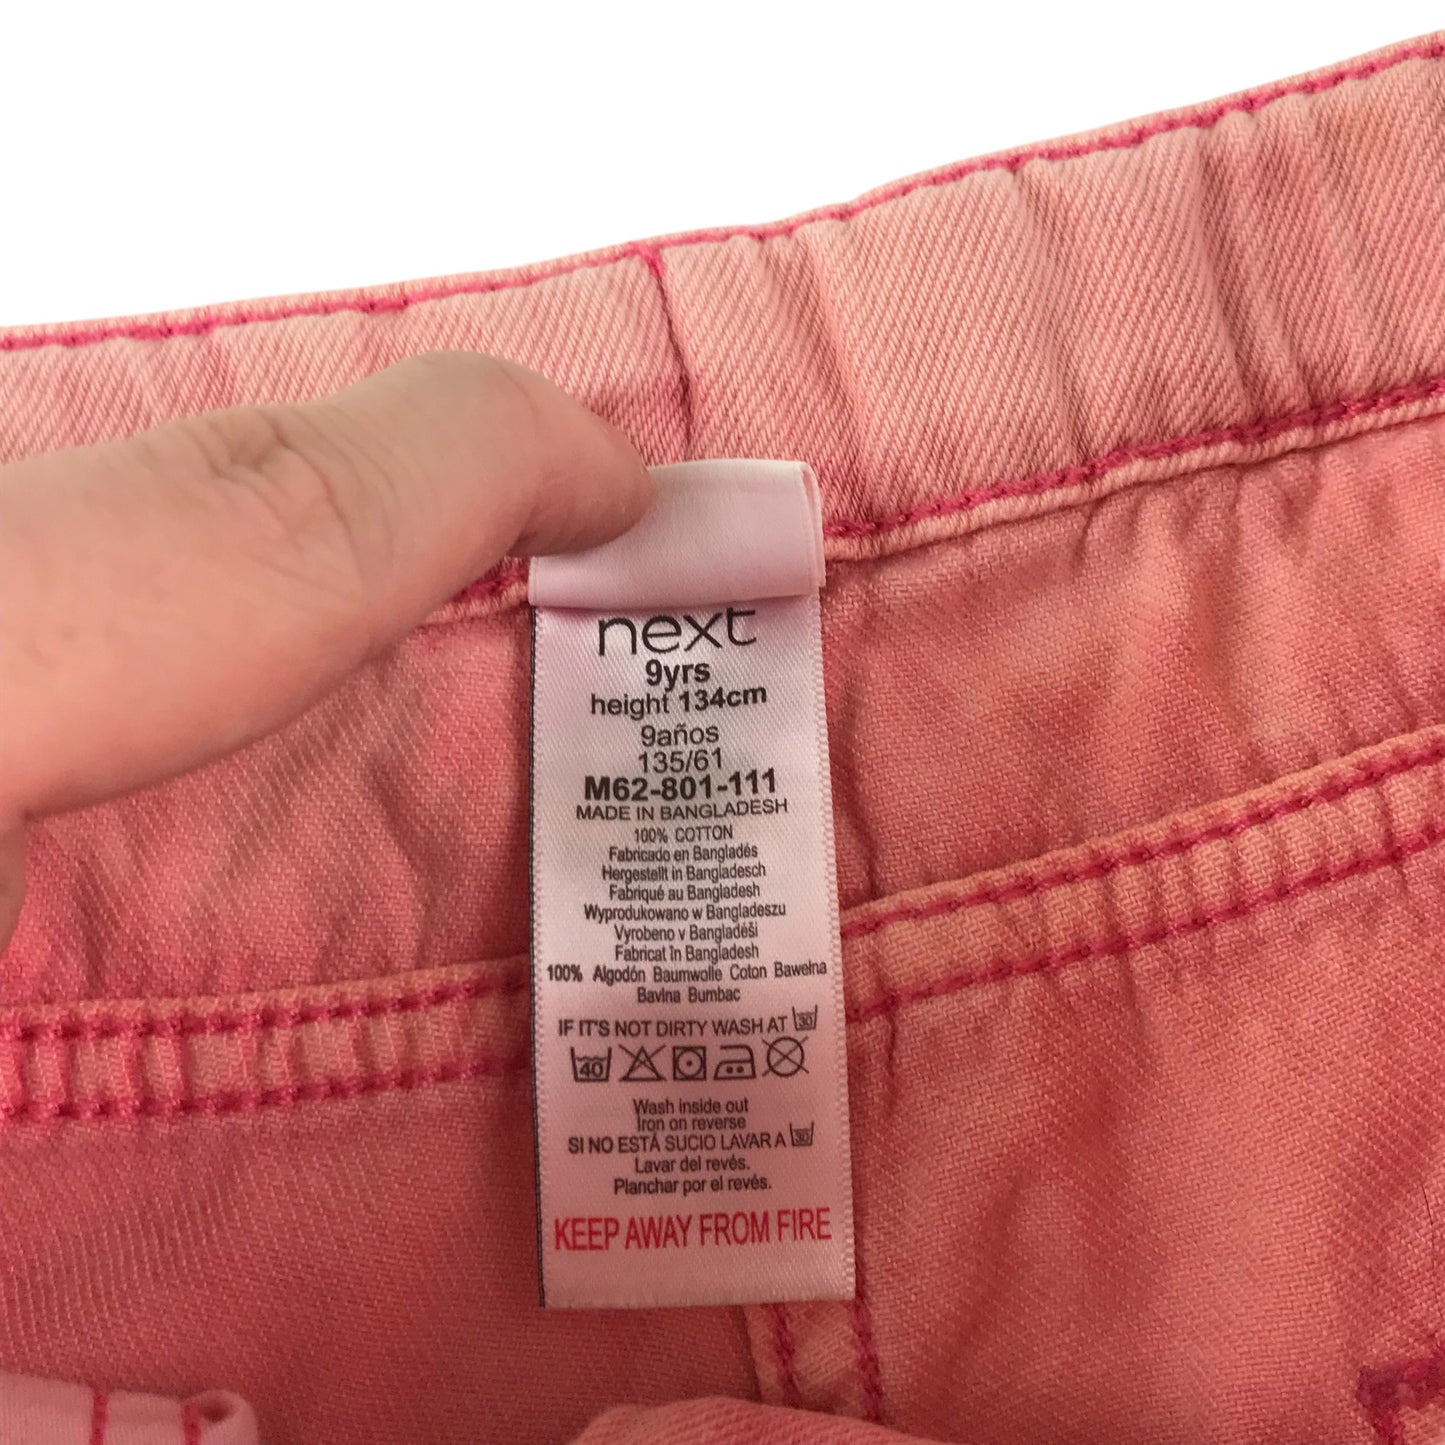 next
9yrs
height 134cm
9años
135/61
M62-801-111
MADE IN BANGLADESH
100% COTTON
Fabricado en Bangladés
Hergestellt in Bangladesch
Fabriqué au Bangladesh
Wyprodukowano w Bangladeszu
Vyrobeno v Bangladéši
Fabricat în Bangladesh
100% Algodón Baumwolle Coton Bawełna
Bavlna Bumbac
IF IT'S NOT DIRTY WASH AT 30
40
Wash inside out
Iron on reverse
SI NO ESTÁ SUCIO LAVAR A 30
Lavar del revés.
Planchar por el revés.
KEEP AWAY FROM FIRE